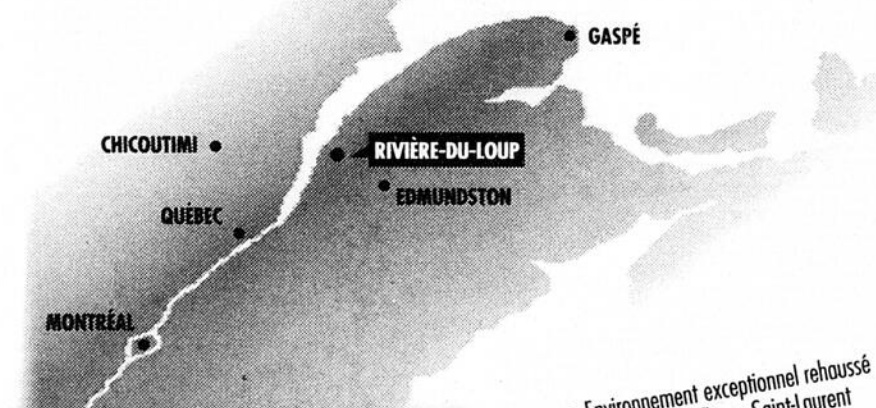 GASPÉ
CHICOUTIMI
RIVIÈRE-DU-LOUP
EDMUNDSTON
QUÉBEC
MONTRÉAL
Environnement exceptionnel rehaussé
Saint-Laurent